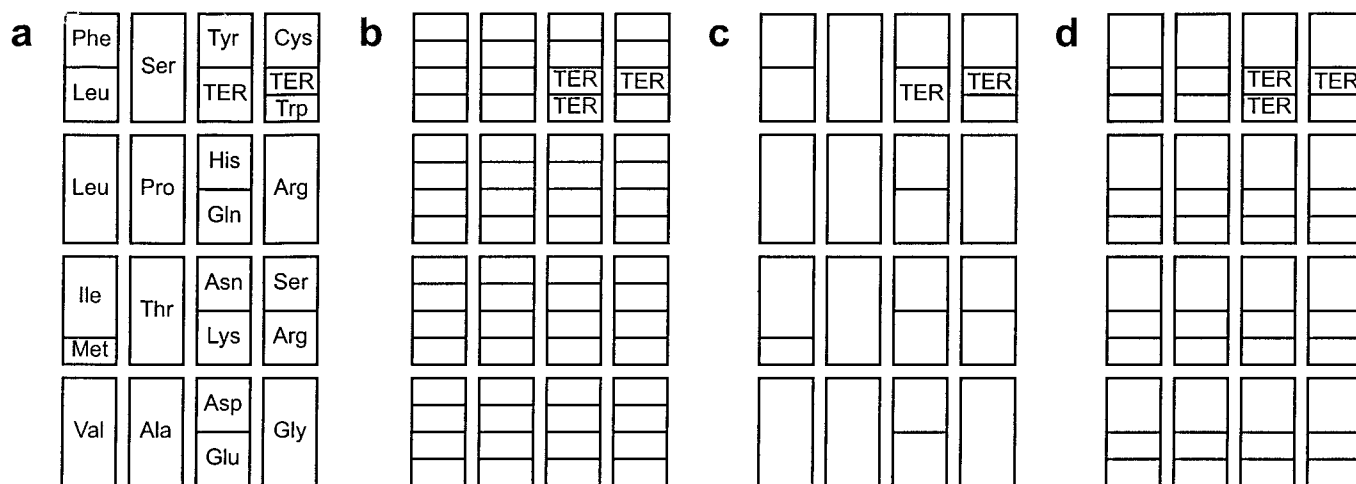 a b c d
Phe Ser Tyr Cys
Leu TER TER
Trp
TER TER
TER
TER TER
TER TER
TER
Leu Pro His Arg
Gln
Ile Thr Asn Ser
Met Lys Arg
Val Ala Asp Gly
Glu